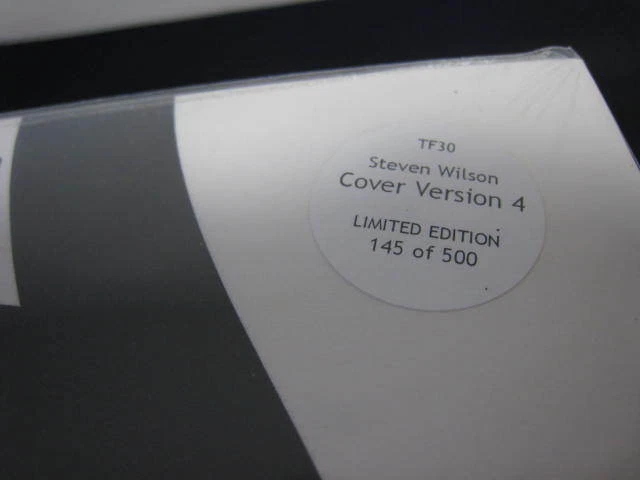 TF30
Steven Wilson
Cover Version 4
LIMITED EDITION
145 of 500